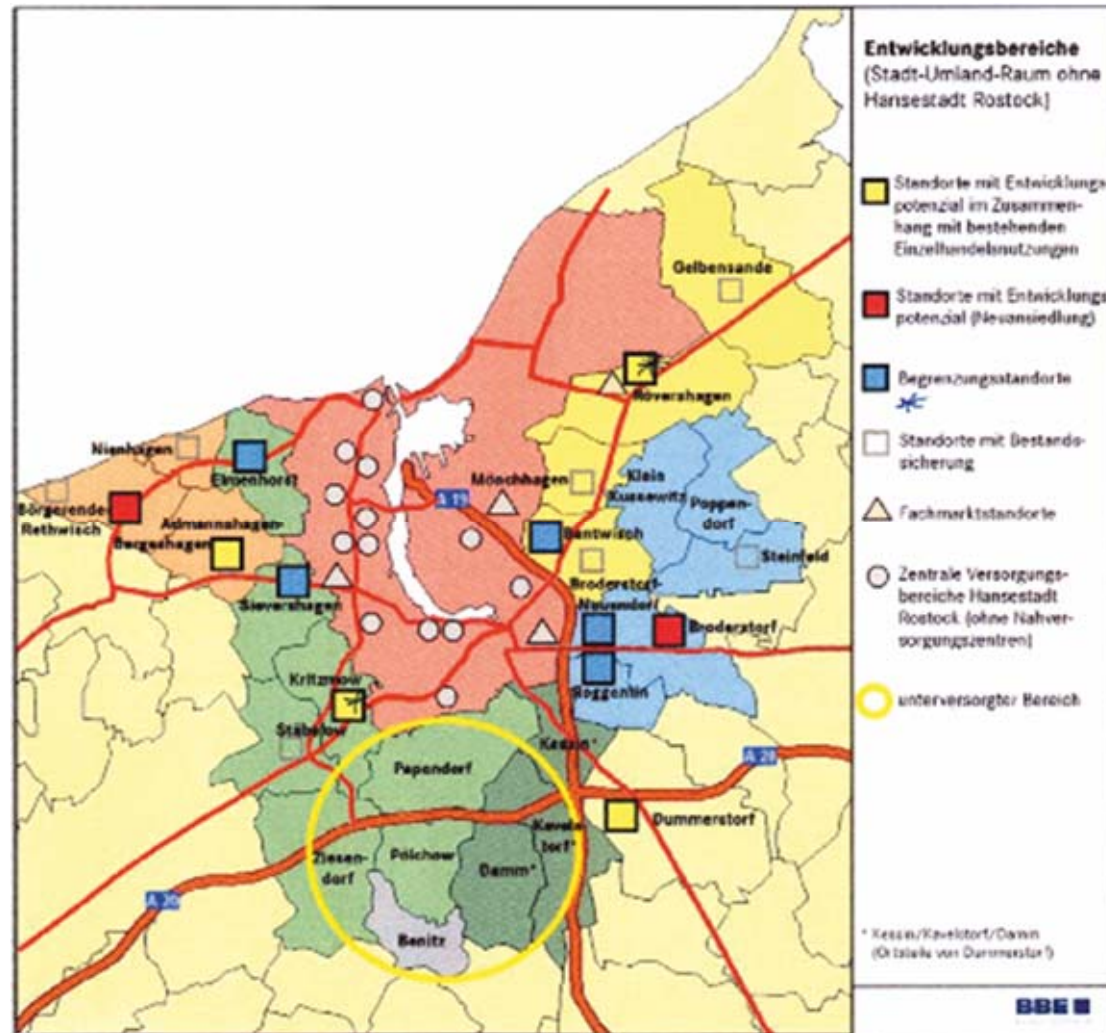 Entwicklungsbereiche
(Stadt-Umland-Raum ohne
Hansestadt Rostock)
Standorte mit Entwicklungs
potenzial im Zusammen-
hang mit bestehenden
Einzelhandelsnutzungen
Standorte mit Entwicklungs
potenzial (Neuansiedlung)
Begrenzungsstandorte
Standorte mit Bestands-
sicherung
Fachmarktstandorte
Zentrale Versorgungs-
bereiche Hansestadt
Rostock (ohne Nahver-
sorgungszentren)
unterversorgter Bereich
* Kessin/Kavelstorf/Damm
(Ortsteile von Dummerstorf)
BBE
Gelbensande
Rövershagen
Nienhagen
Elmenhorst
Mönchhagen
Klein
Kussewitz
Poppen-
dorf
Börgerende-
Rethwisch
Admannshagen-
Bargeshagen
A 19
Bentwisch
Steinfeld
Sievershagen
Broderstorf-
Neuendorf
Broderstorf
Roggentin
Kritzmow
Stäbelow
Kessin*
Papendorf
A 20
Dummerstorf
Kavels-
torf*
Ziesen-
dorf
Pölchow
Damm*
A 20
Benitz